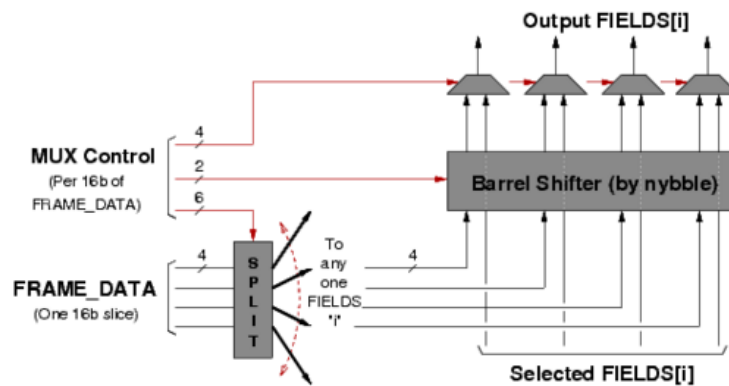 Output FIELDS[i]
4
MUX Control
2
(Per 16b of
FRAME_DATA)
6
Barrel Shifter (by nybble)
4
SPLIT
To
any
one
FIELDS
"i"
4
FRAME_DATA
(One 16b slice)
Selected FIELDS[i]